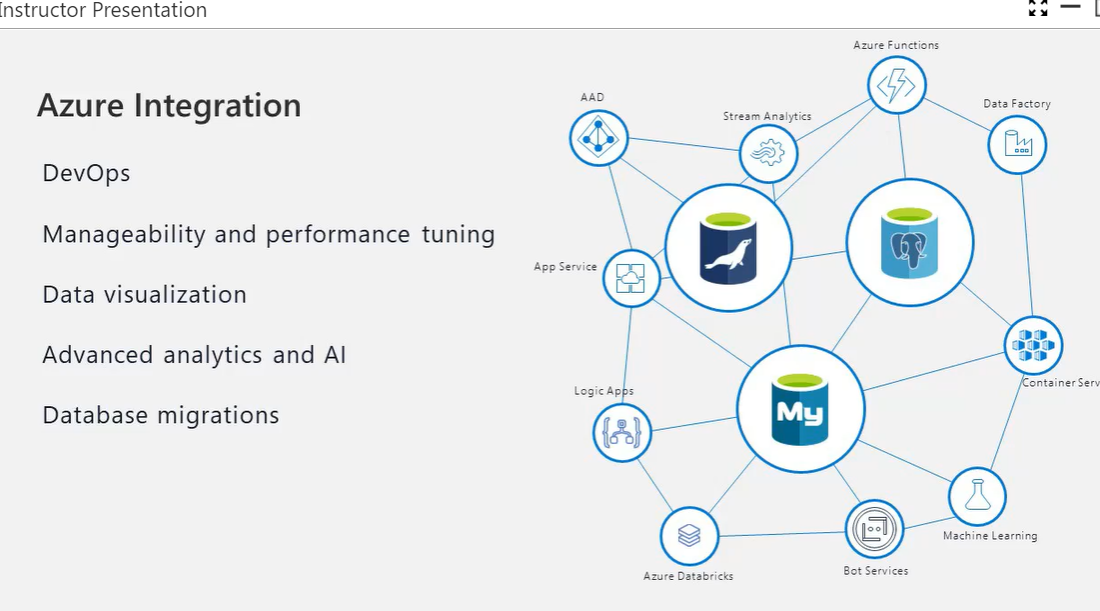 Instructor Presentation
Azure Integration
DevOps
Manageability and performance tuning
Data visualization
Advanced analytics and AI
Database migrations
Azure Functions
AAD
Data Factory
Stream Analytics
App Service
My
Container Serv
Logic Apps
Machine Learning
Bot Services
Azure Databricks